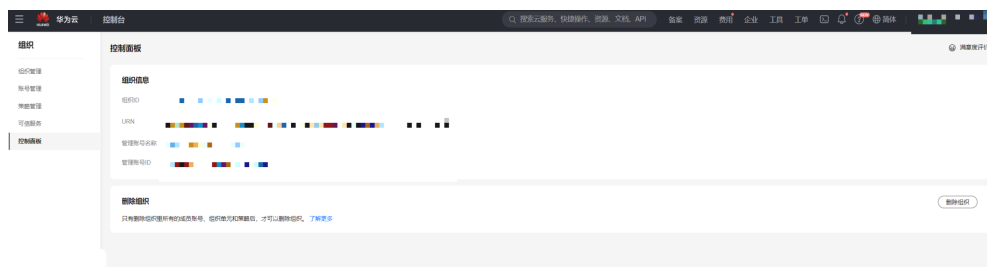 HUAWEI 华为云 控制台 搜索云服务、快捷操作、资源、文档、API 备案 资源 费用 企业 工具 工单 简体
组织 控制面板 满意度评价
组织管理
账号管理
策略管理
可信服务
控制面板
组织信息
组织ID
URN
管理账号名称
管理账号ID
删除组织 删除组织
只有删除组织里所有的成员账号、组织单元和策略后，才可以删除组织。 了解更多